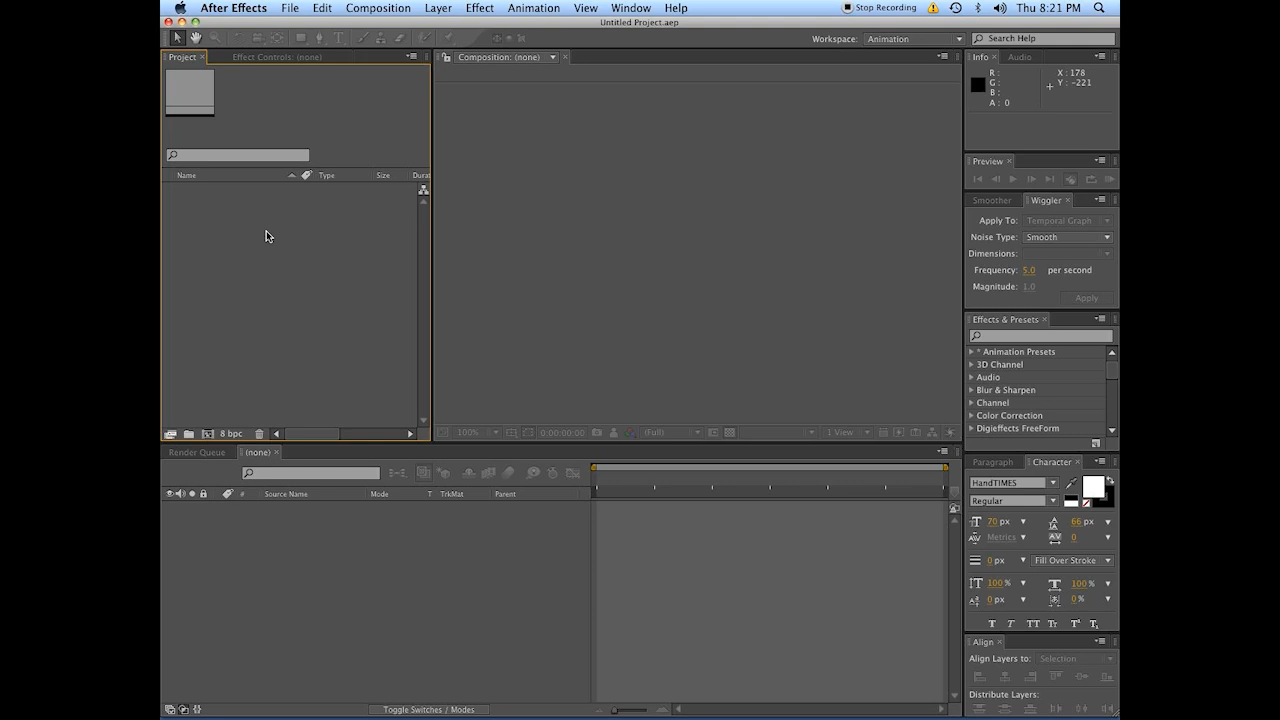 After Effects File Edit Composition Layer Effect Animation View Window Help Stop Recording Thu 8:21 PM
Untitled Project.aep
Workspace: Animation Search Help
Project Effect Controls: (none) Composition: (none) Info Audio
R: X : 178
G: Y : -221
B:
A: 0
Preview
Name Type Size Durat
Smoother Wiggler
Apply To: Temporal Graph
Noise Type: Smooth
Dimensions:
Frequency: 5.0 per second
Magnitude: 1.0
Apply
Effects & Presets
* Animation Presets
3D Channel
Audio
Blur & Sharpen
Channel
Color Correction
Digieffects FreeForm
8 bpc 100% 0:00:00:00 (Full) 1 View
Render Queue (none)
Paragraph Character
# Source Name Mode T TrkMat Parent
HandTIMES
Regular
70 px 66 px
Metrics 0
0 px Fill Over Stroke
100% 100%
0 px 0%
T T TT Tr T¹ T₁
Align
Align Layers to: Selection
Distribute Layers:
Toggle Switches / Modes